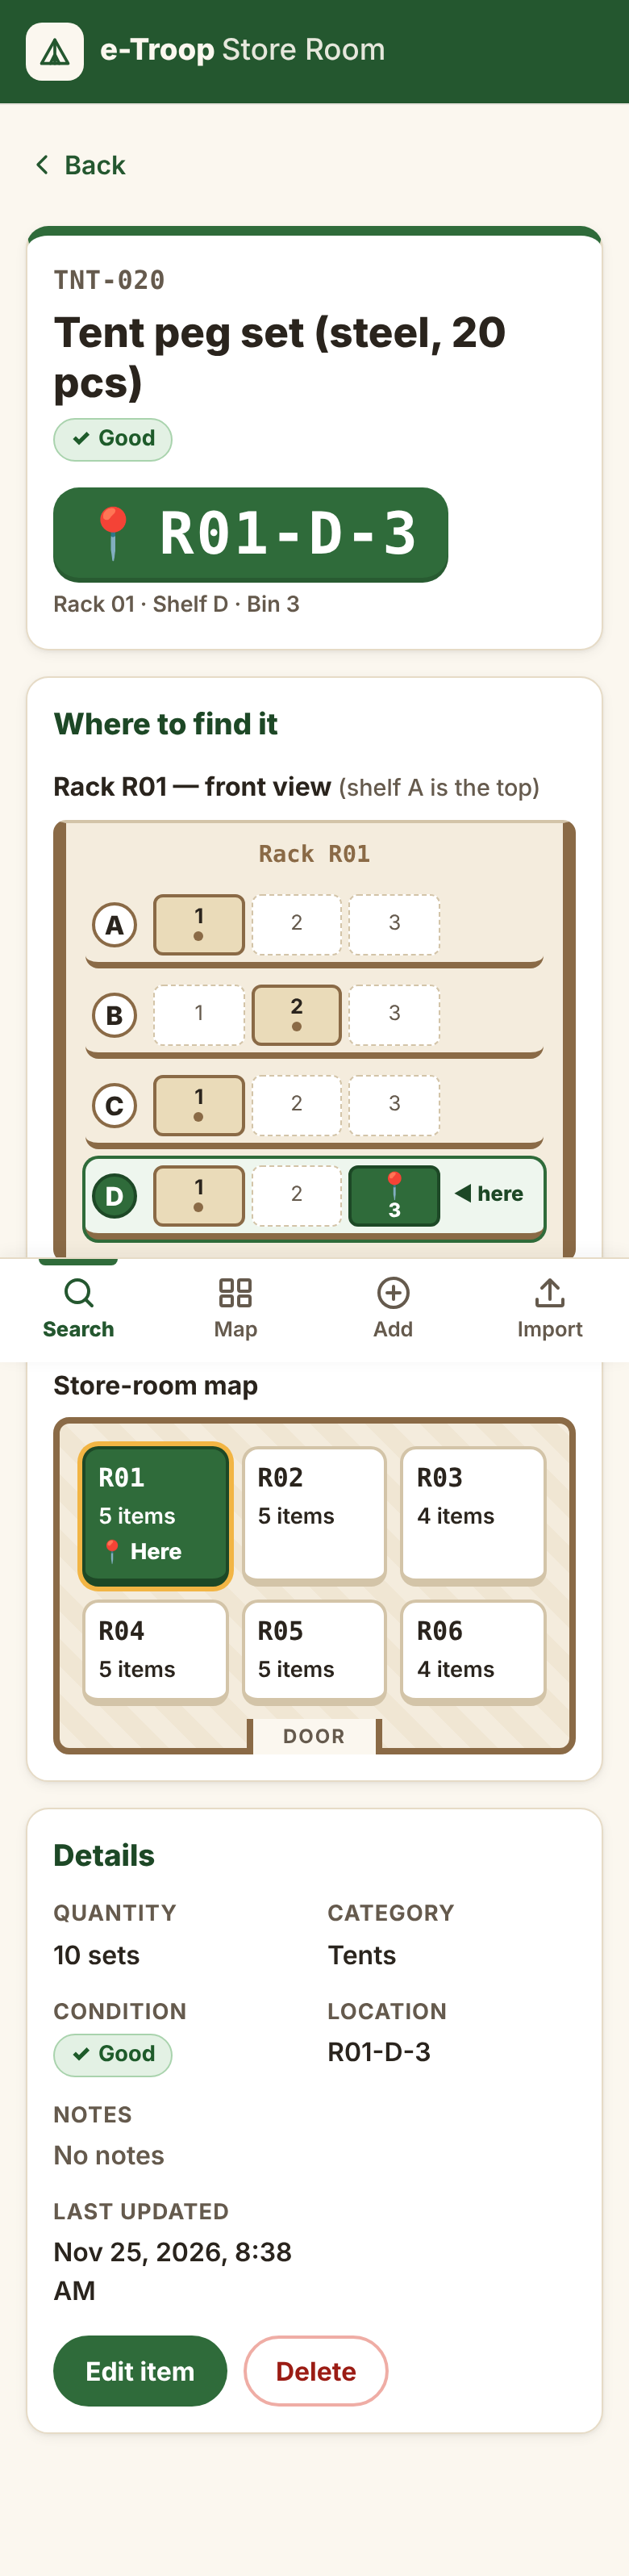 e-Troop Store Room
Back
TNT-020
Tent peg set (steel, 20
pcs)
✔ Good
📍 R01-D-3
Rack 01 · Shelf D · Bin 3
Where to find it
Rack R01 — front view (shelf A is the top)
Rack R01
A 1 2 3
B 1 2 3
C 1 2 3
D 1 2 📍 3 ◀ here
Search Map Add Import
Store-room map
R01 R02 R03
5 items 5 items 4 items
📍 Here
R04 R05 R06
5 items 5 items 4 items
DOOR
Details
QUANTITY CATEGORY
10 sets Tents
CONDITION LOCATION
✔ Good R01-D-3
NOTES
No notes
LAST UPDATED
Nov 25, 2026, 8:38
AM
Edit item Delete